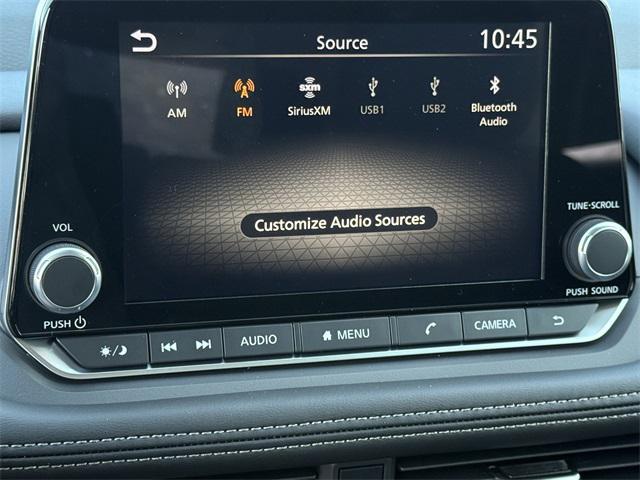 Source
10:45
AM
FM
sxm
SiriusXM
USB1
USB2
Bluetooth
Audio
Customize Audio Sources
VOL
PUSH
TUNE·SCROLL
PUSH SOUND
AUDIO
MENU
CAMERA